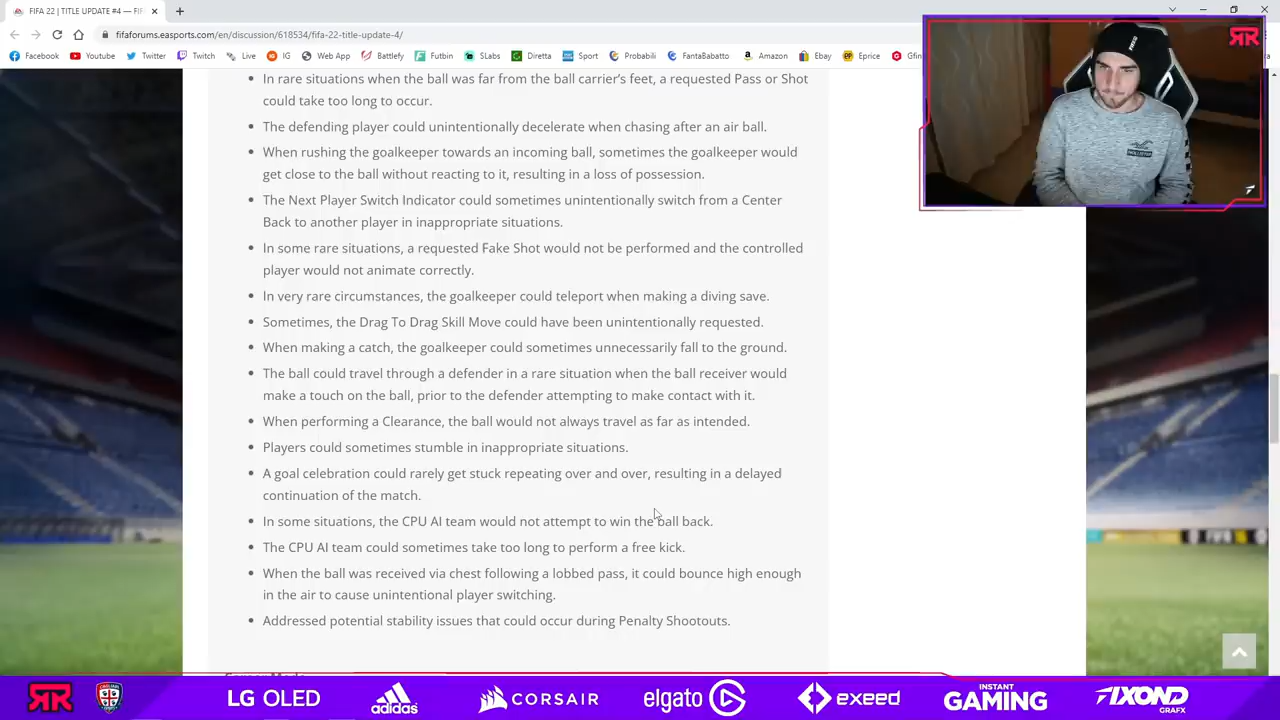 FIFA 22 | TITLE UPDATE #4 — FI
fifaforums.easports.com/en/discussion/618534/fifa-22-title-update-4/
Facebook Youtube Twitter Twitch Live IG Web App Battlefy Futbin SLabs Diretta Sport Probabili FantaBabatto Amazon Ebay Eprice
RR
In rare situations when the ball was far from the ball carrier's feet, a requested Pass or Shot
could take too long to occur.
The defending player could unintentionally decelerate when chasing after an air ball.
When rushing the goalkeeper towards an incoming ball, sometimes the goalkeeper would
get close to the ball without reacting to it, resulting in a loss of possession.
The Next Player Switch Indicator could sometimes unintentionally switch from a Center
Back to another player in inappropriate situations.
In some rare situations, a requested Fake Shot would not be performed and the controlled
player would not animate correctly.
In very rare circumstances, the goalkeeper could teleport when making a diving save.
Sometimes, the Drag To Drag Skill Move could have been unintentionally requested.
When making a catch, the goalkeeper could sometimes unnecessarily fall to the ground.
The ball could travel through a defender in a rare situation when the ball receiver would
make a touch on the ball, prior to the defender attempting to make contact with it.
When performing a Clearance, the ball would not always travel as far as intended.
Players could sometimes stumble in inappropriate situations.
A goal celebration could rarely get stuck repeating over and over, resulting in a delayed
continuation of the match.
In some situations, the CPU AI team would not attempt to win the ball back.
The CPU AI team could sometimes take too long to perform a free kick.
When the ball was received via chest following a lobbed pass, it could bounce high enough
in the air to cause unintentional player switching.
Addressed potential stability issues that could occur during Penalty Shootouts.
RR LG OLED adidas CORSAIR elgato exeed INSTANT GAMING IXOND GRAFX